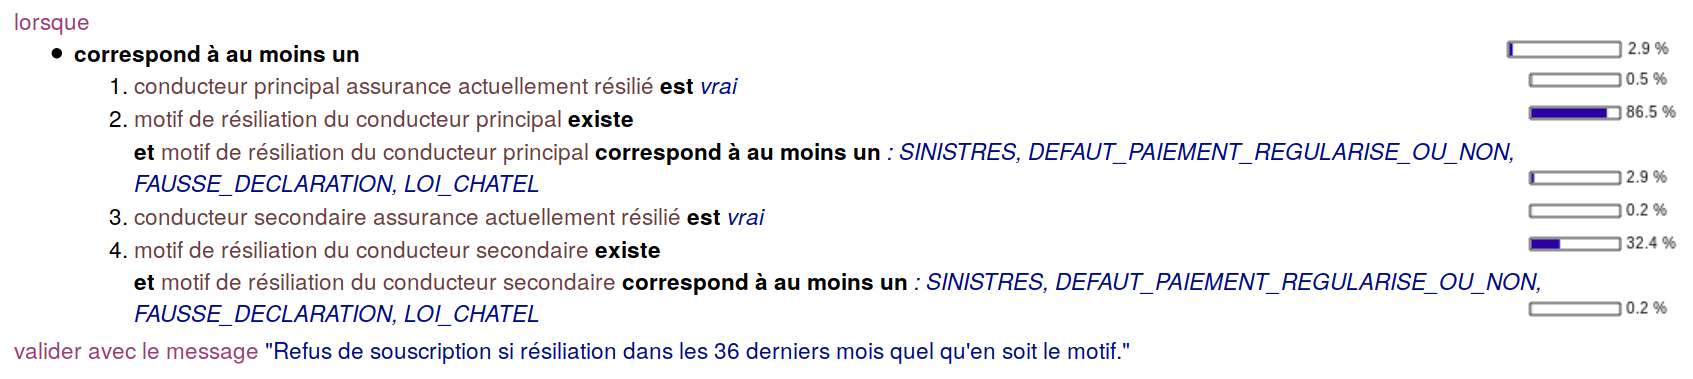 lorsque
• correspond à au moins un 2.9 %
1. conducteur principal assurance actuellement résilié est vrai 0.5 %
2. motif de résiliation du conducteur principal existe 86.5 %
et motif de résiliation du conducteur principal correspond à au moins un : SINISTRES, DEFAUT_PAIEMENT_REGULARISE_OU_NON,
FAUSSE_DECLARATION, LOI_CHATEL 2.9 %
3. conducteur secondaire assurance actuellement résilié est vrai 0.2 %
4. motif de résiliation du conducteur secondaire existe 32.4 %
et motif de résiliation du conducteur secondaire correspond à au moins un : SINISTRES, DEFAUT_PAIEMENT_REGULARISE_OU_NON,
FAUSSE_DECLARATION, LOI_CHATEL 0.2 %
valider avec le message "Refus de souscription si résiliation dans les 36 derniers mois quel qu'en soit le motif."